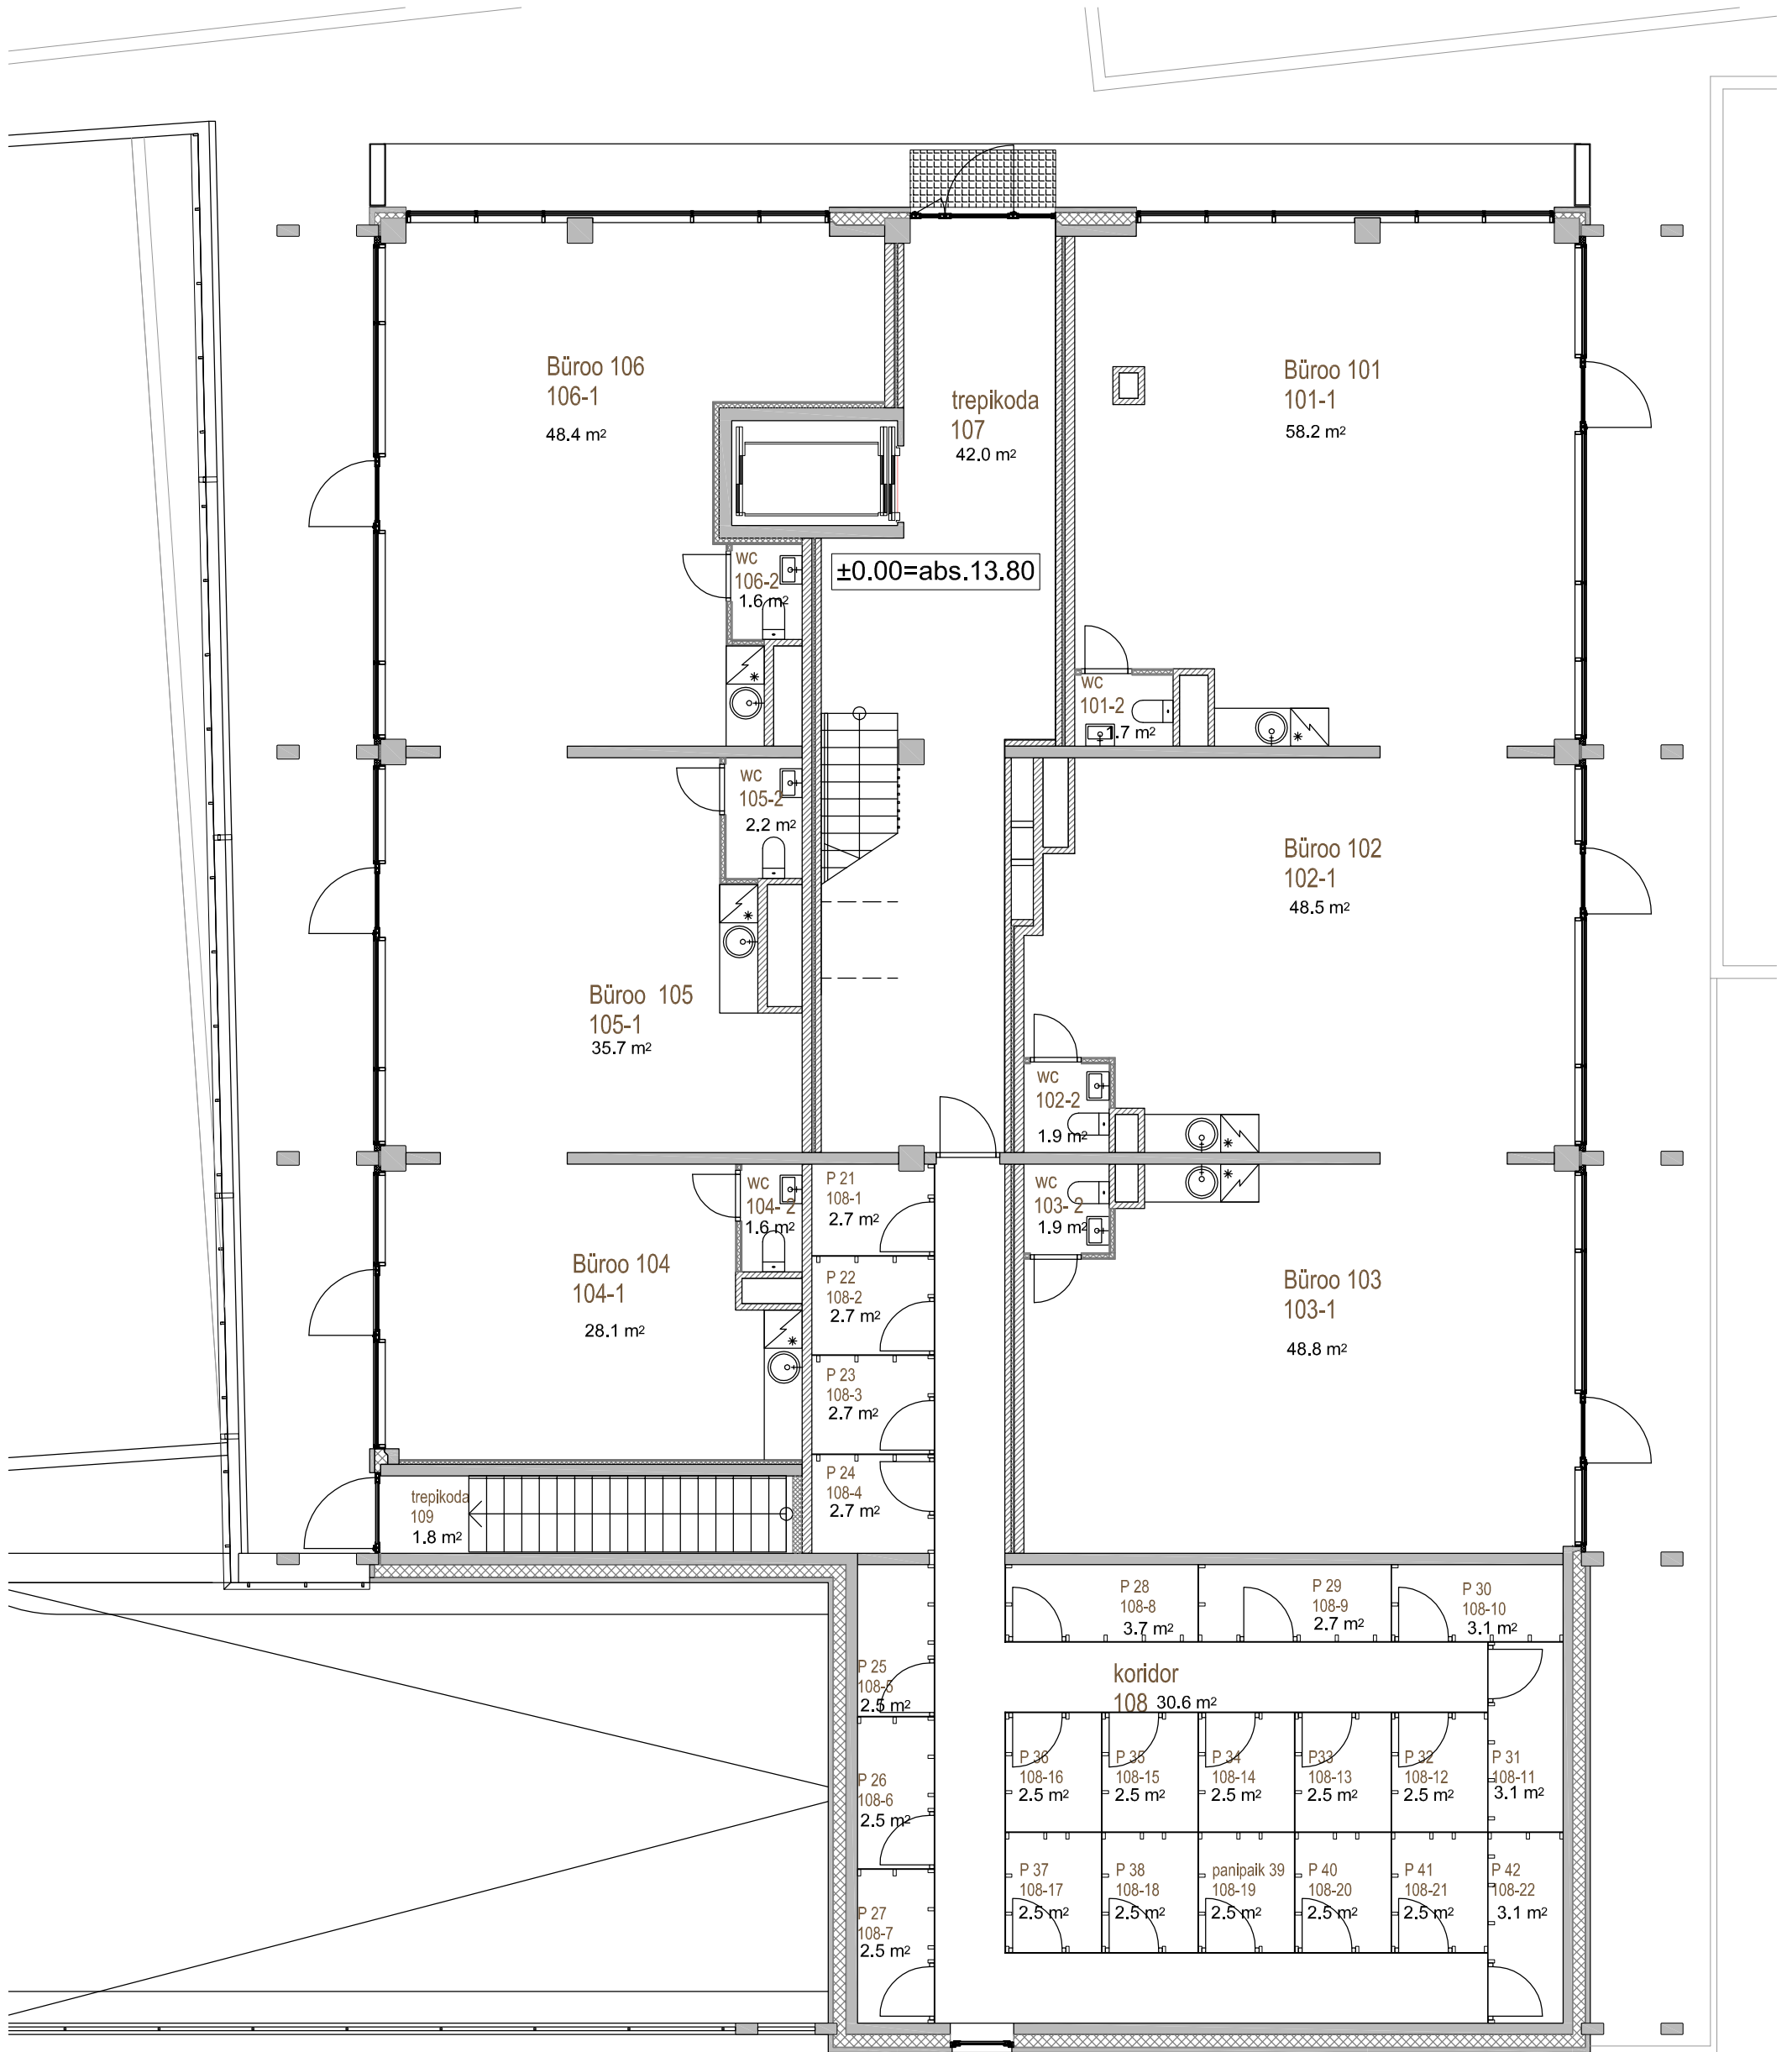 Büroo 106
106-1
48.4 m²
trepikoda
107
42.0 m²
Büroo 101
101-1
58.2 m²
±0.00=abs.13.80
wc
106-2
1.6 m²
wc
101-2
1.7 m²
wc
105-2
2.2 m²
Büroo 102
102-1
48.5 m²
Büroo 105
105-1
35.7 m²
wc
102-2
1.9 m²
wc
103- 2
1.9 m²
wc
104- 2
1.6 m²
P 21
108-1
2.7 m²
Büroo 104
104-1
28.1 m²
P 22
108-2
2.7 m²
Büroo 103
103-1
48.8 m²
P 23
108-3
2.7 m²
P 24
108-4
2.7 m²
trepikoda
109
1.8 m²
P 28
108-8
3.7 m²
P 29
108-9
2.7 m²
P 30
108-10
3.1 m²
P 25
108-5
2.5 m²
koridor
108 30.6 m²
P 26
108-6
2.5 m²
P 36
108-16
2.5 m²
P 35
108-15
2.5 m²
P 34
108-14
2.5 m²
P33
108-13
2.5 m²
P 32
108-12
2.5 m²
P 31
108-11
3.1 m²
P 27
108-7
2.5 m²
P 37
108-17
2.5 m²
P 38
108-18
2.5 m²
panipaik 39
108-19
2.5 m²
P 40
108-20
2.5 m²
P 41
108-21
2.5 m²
P 42
108-22
3.1 m²